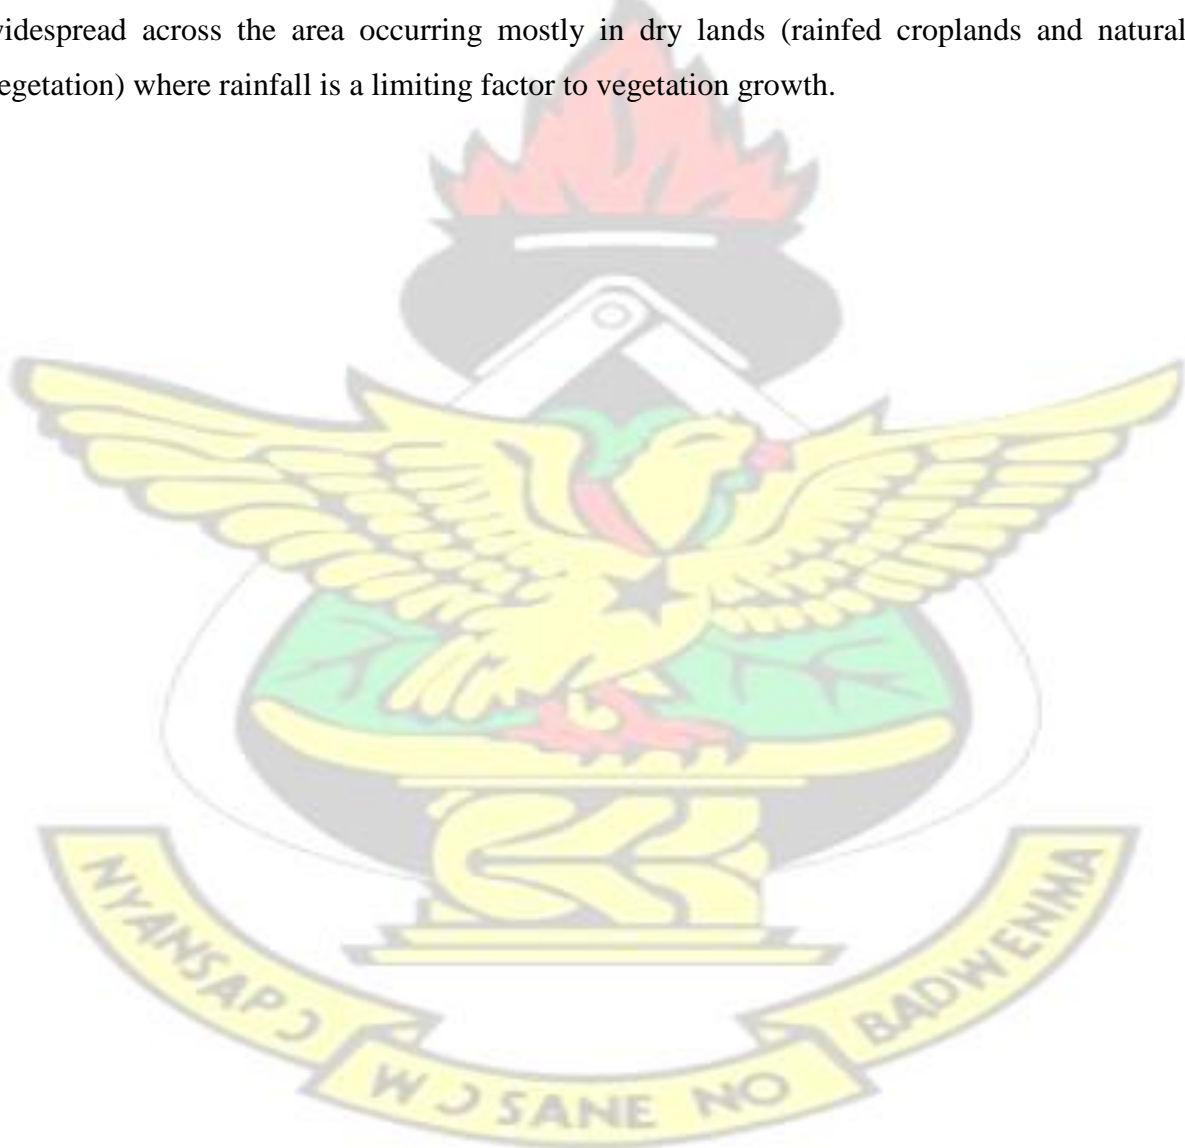 widespread across the area occurring mostly in dry lands (rainfed croplands and natural
vegetation) where rainfall is a limiting factor to vegetation growth.
NYANSAPƆ
WƆSANE NO
BADWENMA